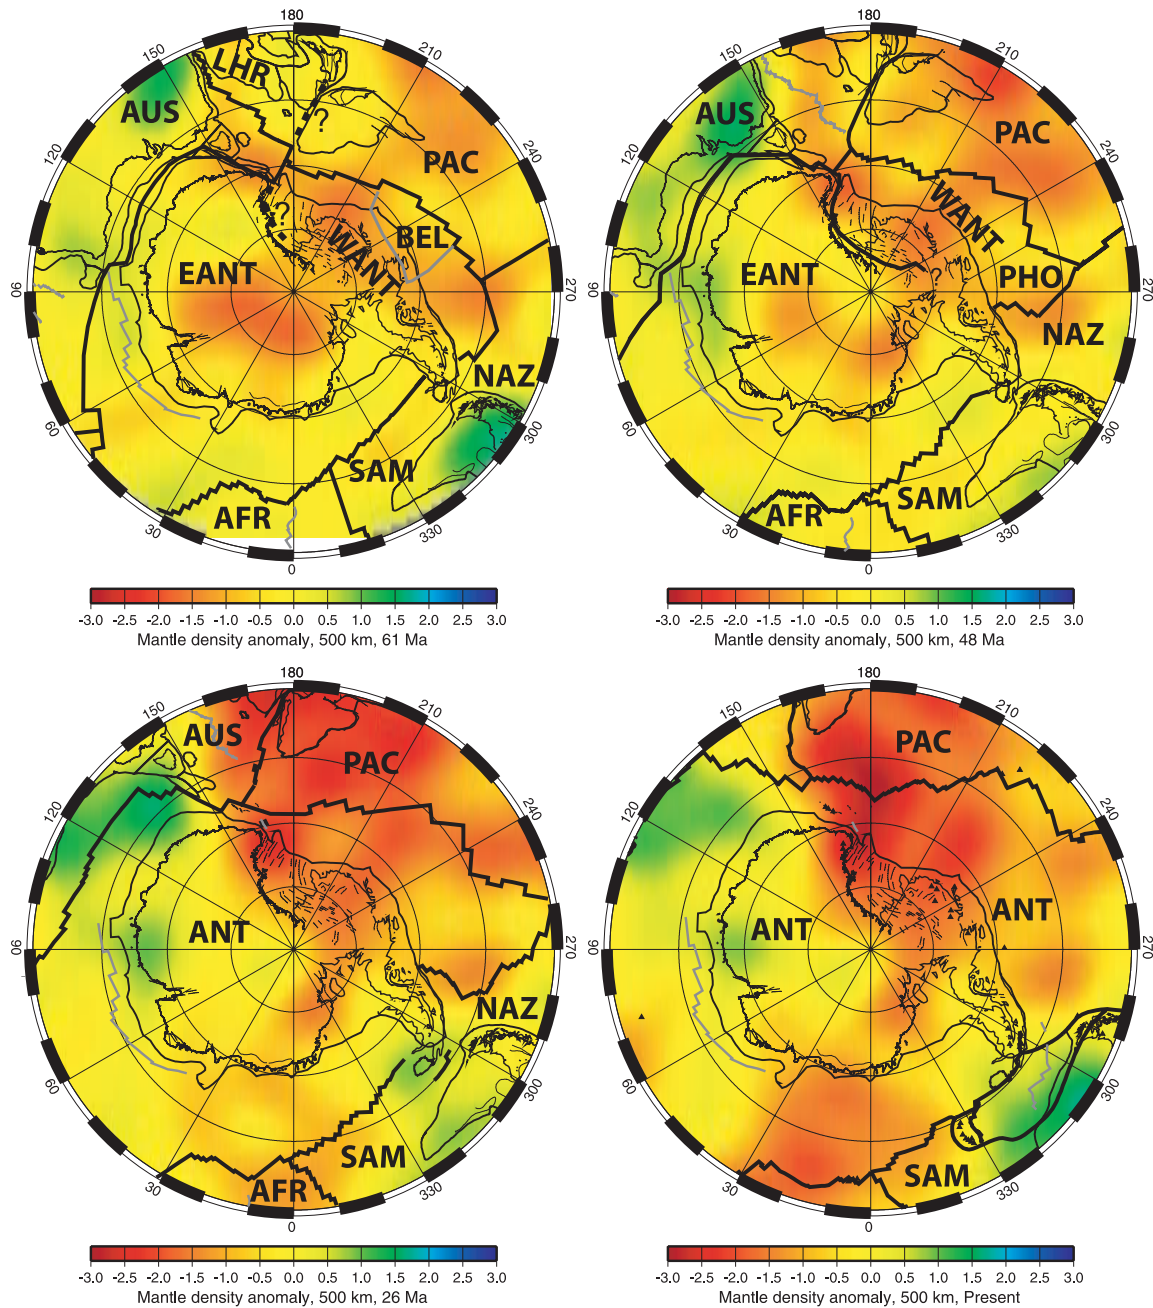 180
150
210
LHR
AUS
?
120
PAC
240
?
BEL
WANT
EANT
90
270
NAZ
60
300
SAM
AFR
30
330
0
-3.0 -2.5 -2.0 -1.5 -1.0 -0.5 0.0 0.5 1.0 1.5 2.0 2.5 3.0
Mantle density anomaly, 500 km, 61 Ma
180
150
210
AUS
PAC
120
240
WANT
EANT
PHO
90
270
NAZ
60
300
SAM
AFR
30
330
0
-3.0 -2.5 -2.0 -1.5 -1.0 -0.5 0.0 0.5 1.0 1.5 2.0 2.5 3.0
Mantle density anomaly, 500 km, 48 Ma
180
150
210
AUS
PAC
120
240
ANT
90
270
NAZ
60
300
SAM
AFR
30
330
0
-3.0 -2.5 -2.0 -1.5 -1.0 -0.5 0.0 0.5 1.0 1.5 2.0 2.5 3.0
Mantle density anomaly, 500 km, 26 Ma
180
150
210
PAC
120
240
ANT
ANT
90
270
60
300
SAM
30
330
0
-3.0 -2.5 -2.0 -1.5 -1.0 -0.5 0.0 0.5 1.0 1.5 2.0 2.5 3.0
Mantle density anomaly, 500 km, Present